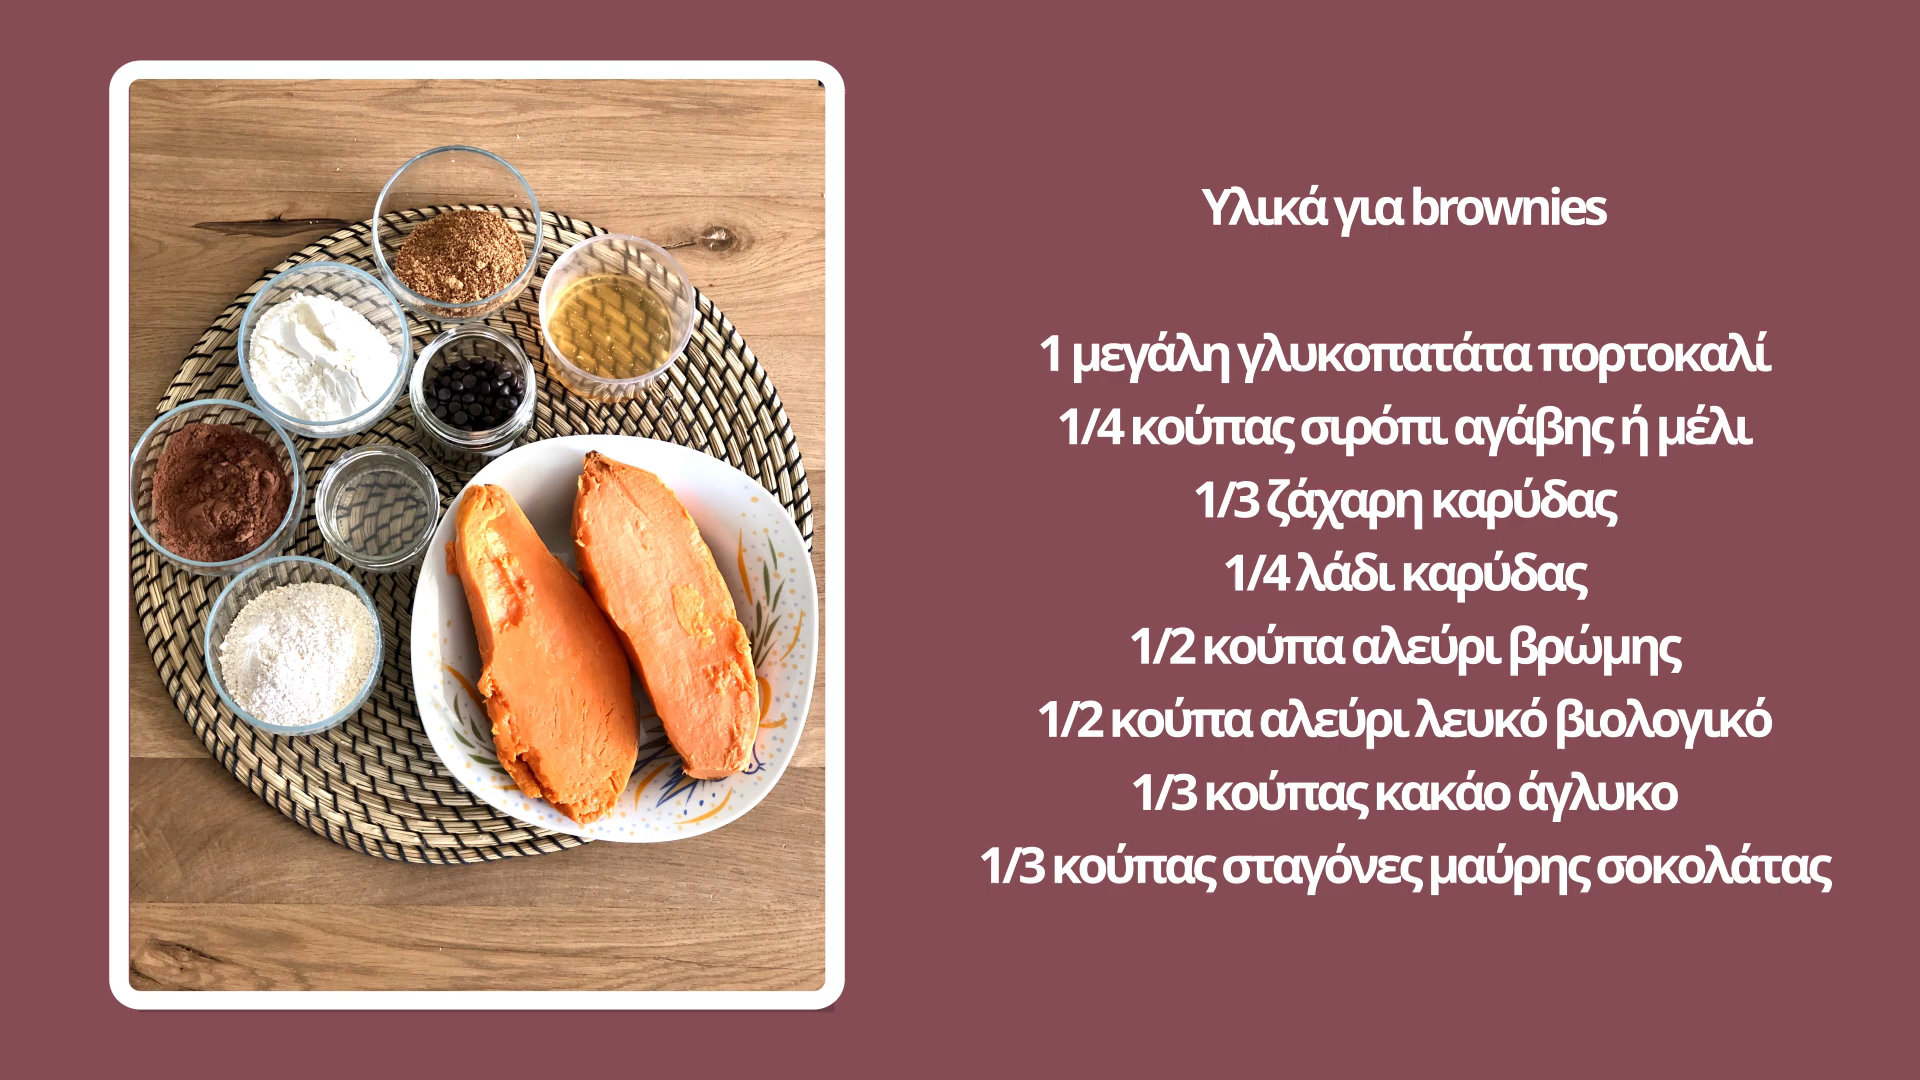 Υλικά για brownies
1 μεγάλη γλυκοπατάτα πορτοκαλί
1/4 κούπας σιρόπι αγάβης ή μέλι
1/3 ζάχαρη καρύδας
1/4 λάδι καρύδας
1/2 κούπα αλεύρι βρώμης
1/2 κούπα αλεύρι λευκό βιολογικό
1/3 κούπας κακάο άγλυκο
1/3 κούπας σταγόνες μαύρης σοκολάτας